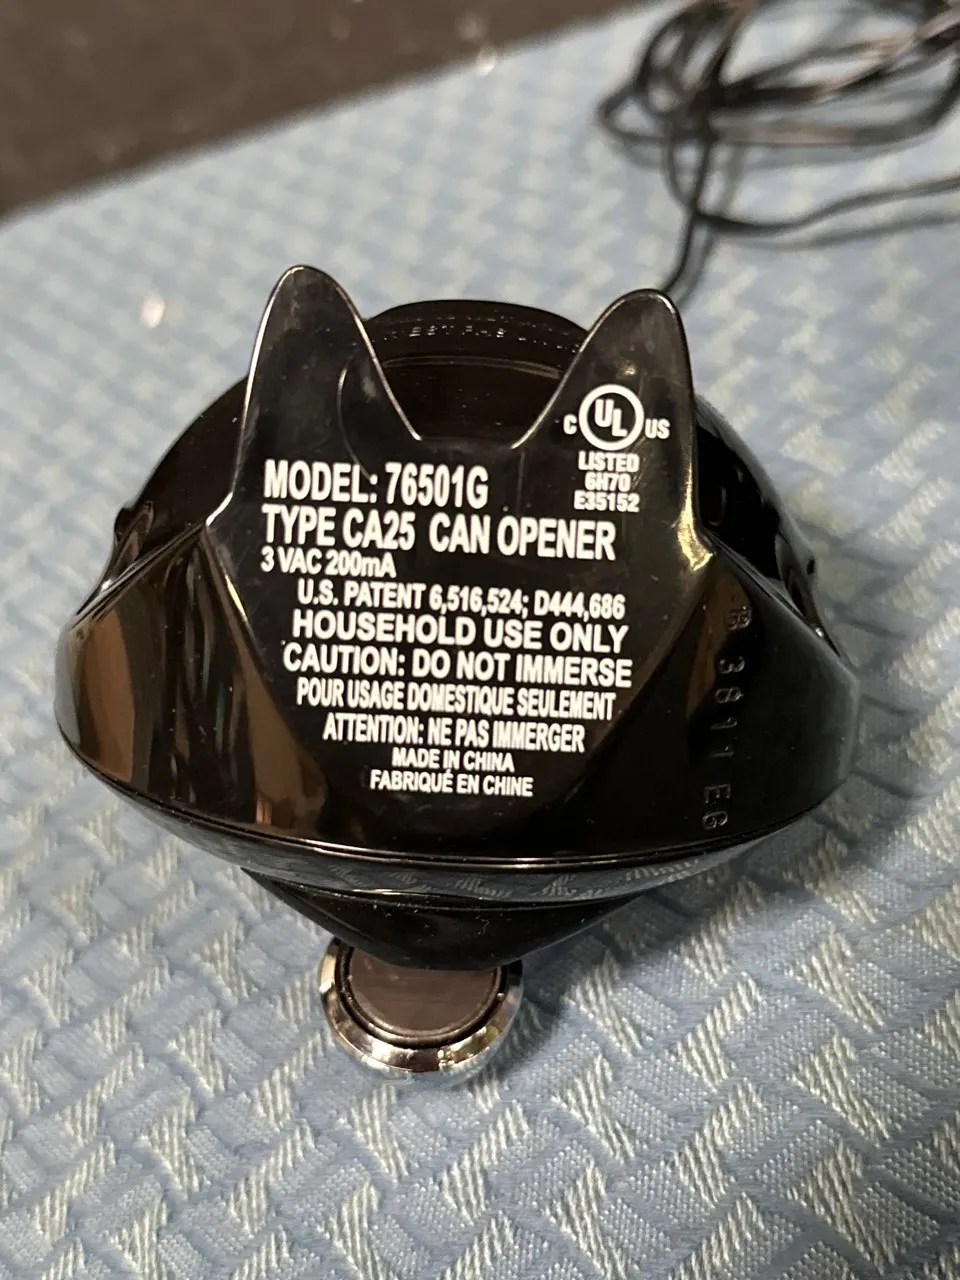 C UL US
LISTED
6H70
E35152
MODEL: 76501G
TYPE CA25 CAN OPENER
3 VAC 200mA
U.S. PATENT 6,516,524; D444,686
HOUSEHOLD USE ONLY
CAUTION: DO NOT IMMERSE
POUR USAGE DOMESTIQUE SEULEMENT
ATTENTION: NE PAS IMMERGER
MADE IN CHINA
FABRIQUÉ EN CHINE
3811EG